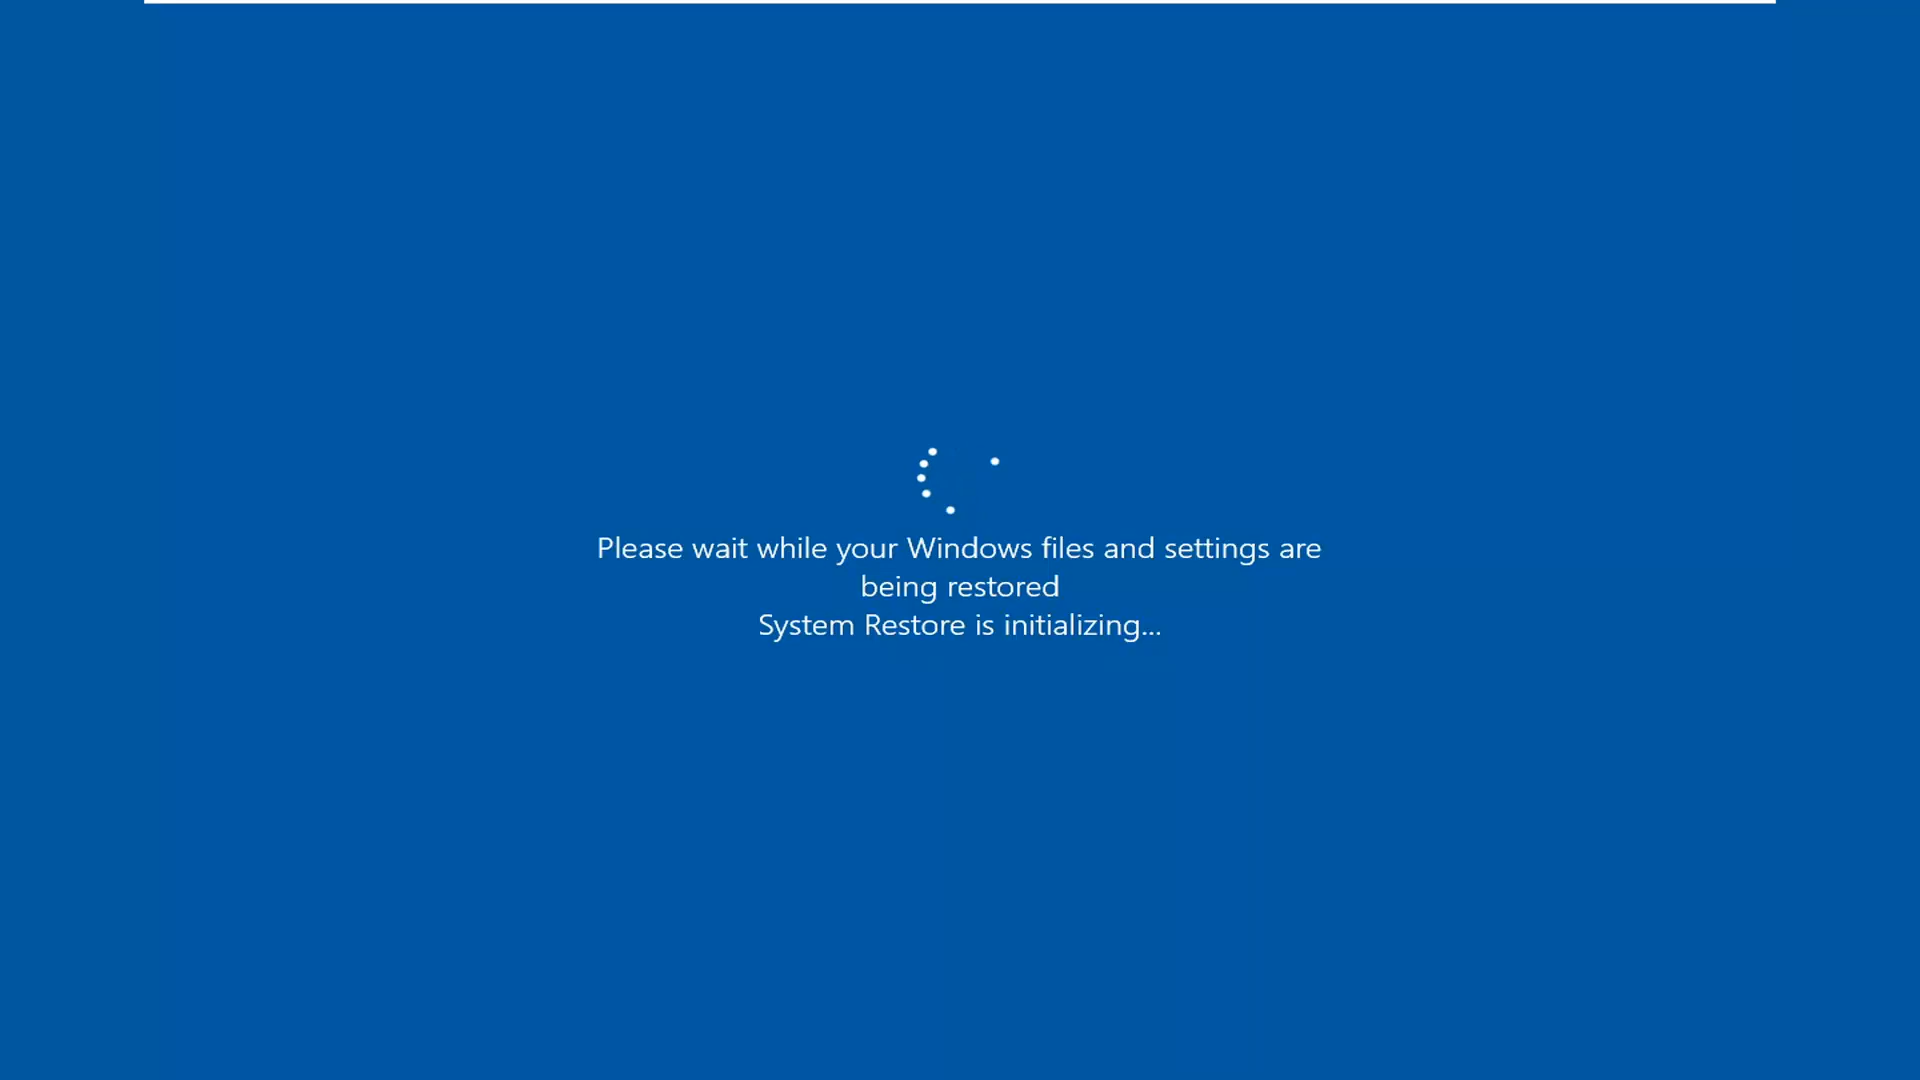 Please wait while your Windows files and settings are
being restored
System Restore is initializing...